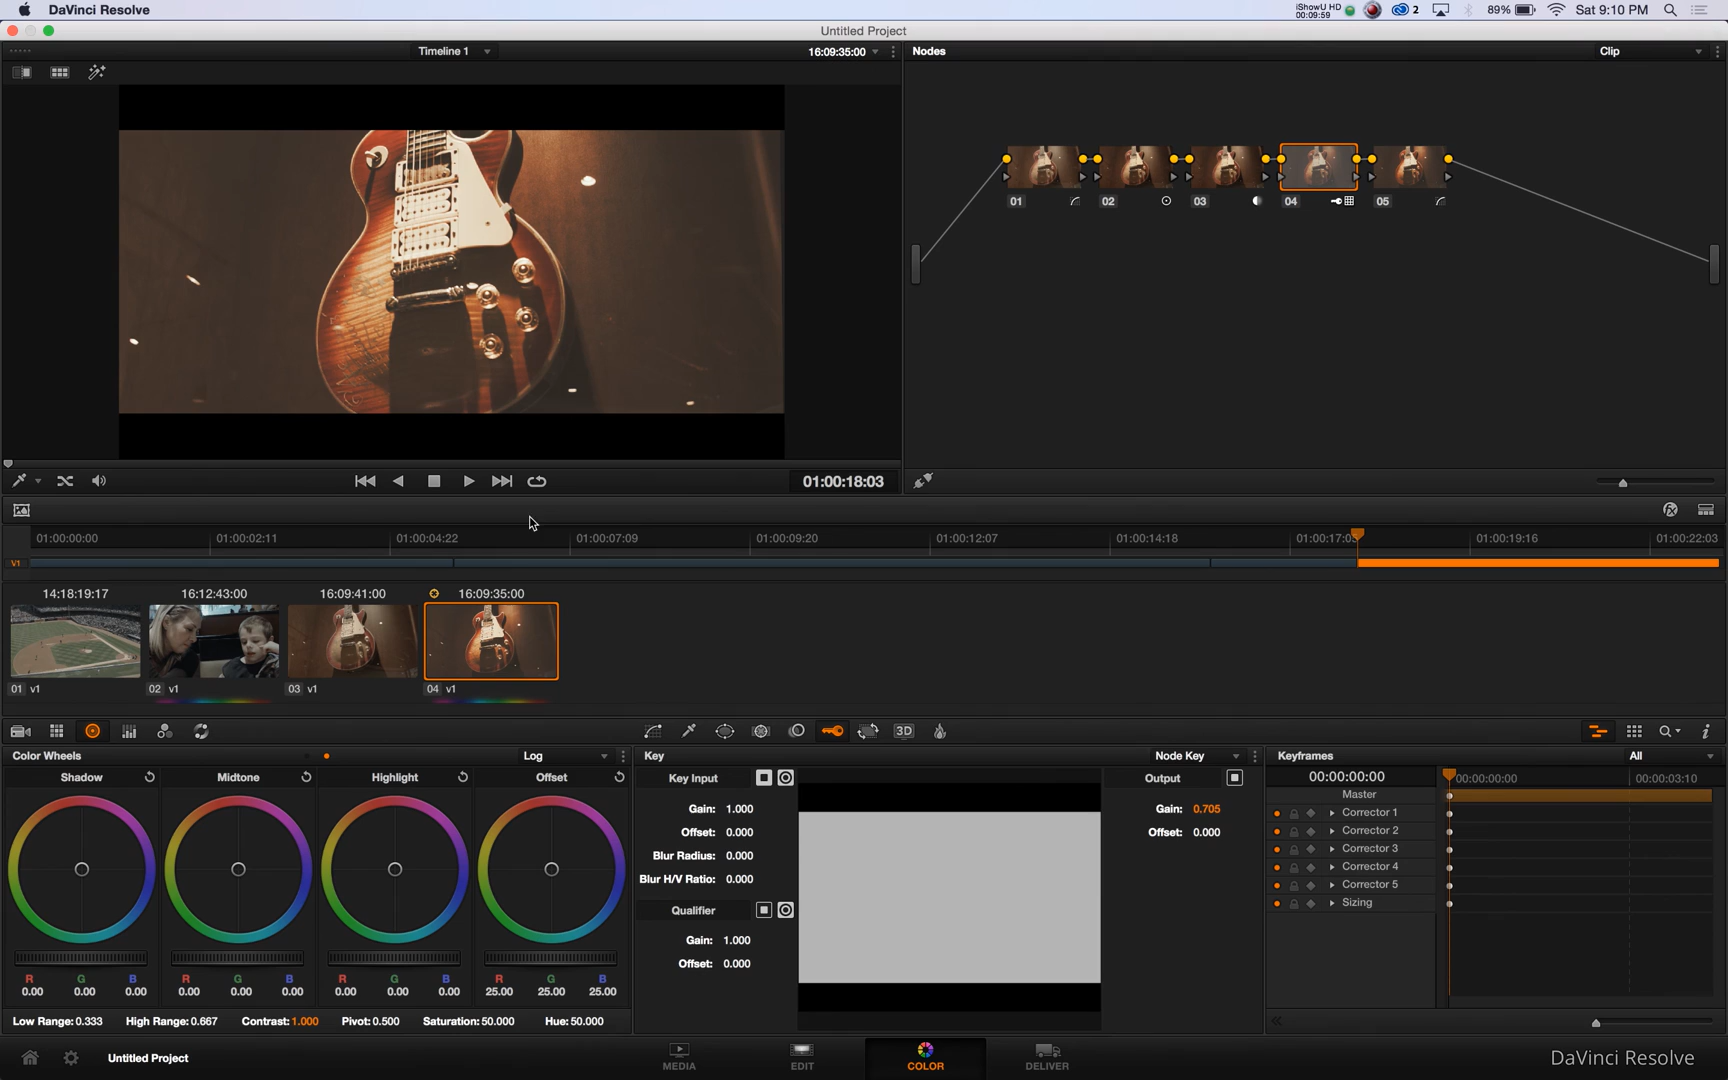 DaVinci Resolve
iShowU HD
00:09:59
2
89%
Sat 9:10 PM
Untitled Project
Timeline 1
16:09:35:00
Nodes
Clip
01
02
03
04
05
01:00:18:03
01:00:00:00
01:00:02:11
01:00:04:22
01:00:07:09
01:00:09:20
01:00:12:07
01:00:14:18
01:00:17:05
01:00:19:16
01:00:22:03
V1
14:18:19:17
16:12:43:00
16:09:41:00
16:09:35:00
01 v1
02 v1
03 v1
04 v1
3D
Color Wheels
Log
Shadow
Midtone
Highlight
Offset
R G B
0.00 0.00 0.00
R G B
0.00 0.00 0.00
R G B
0.00 0.00 0.00
R G B
25.00 25.00 25.00
Low Range: 0.333
High Range: 0.667
Contrast: 1.000
Pivot: 0.500
Saturation: 50.000
Hue: 50.000
Key
Node Key
Key Input
Gain: 1.000
Offset: 0.000
Blur Radius: 0.000
Blur H/V Ratio: 0.000
Qualifier
Gain: 1.000
Offset: 0.000
Output
Gain: 0.705
Offset: 0.000
Keyframes
All
00:00:00:00
00:00:00:00
00:00:03:10
Master
Corrector 1
Corrector 2
Corrector 3
Corrector 4
Corrector 5
Sizing
Untitled Project
MEDIA
EDIT
COLOR
DELIVER
DaVinci Resolve